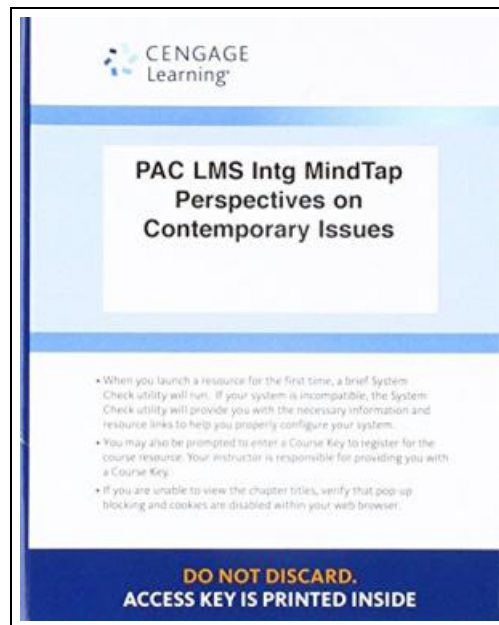 CENGAGE
Learning·
PAC LMS Intg MindTap
Perspectives on
Contemporary Issues
• When you launch a resource for the first time, a brief System
Check utility will run. If your system is incompatible, the System
Check utility will provide you with the necessary information and
resource links to help you properly configure your system.
• You may also be prompted to enter a Course Key to register for the
course resource. Your instructor is responsible for providing you with
a Course Key.
• If you are unable to view the chapter titles, verify that pop-up
blocking and cookies are disabled within your web browser.
DO NOT DISCARD.
ACCESS KEY IS PRINTED INSIDE